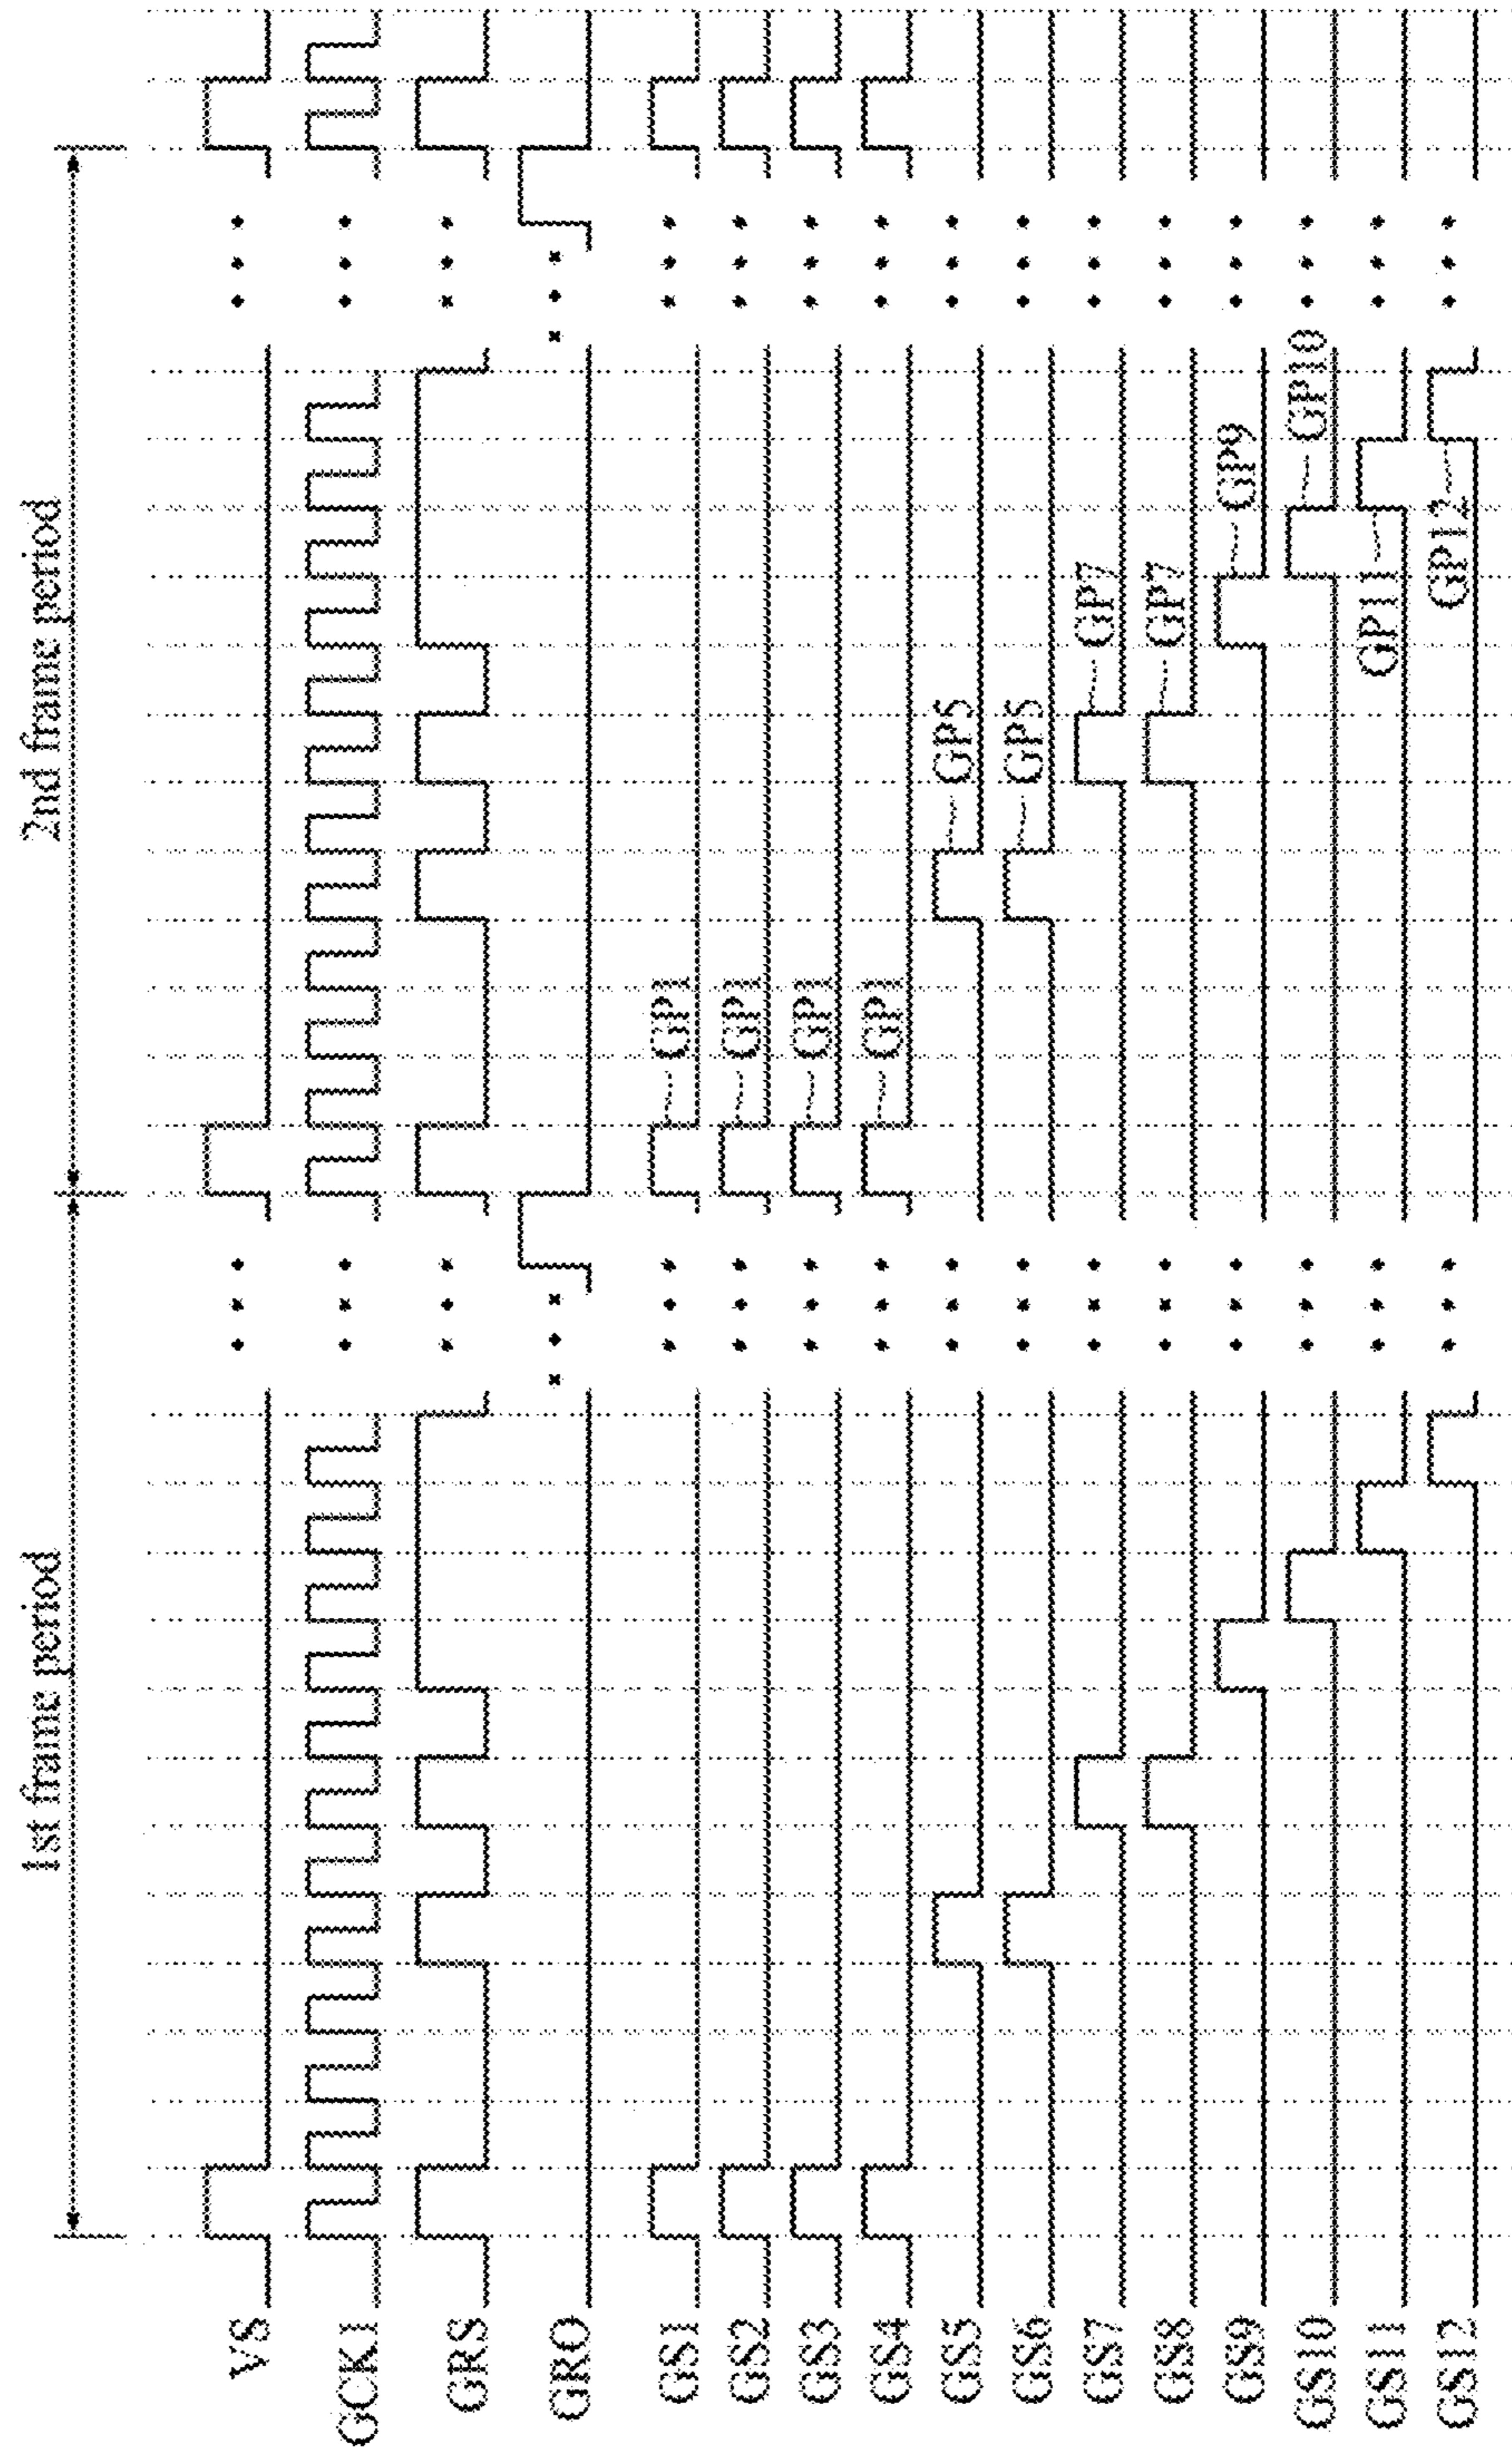 1st frame period
2nd frame period
VS
GCK1
GRS
GRO
GS1
GP1
GS2
GP1
GS3
GP1
GS4
GP1
GS5
GP5
GS6
GP5
GS7
GP7
GS8
GP7
GS9
GP9
GS10
GP10
GS11
GP11
GS12
GP12